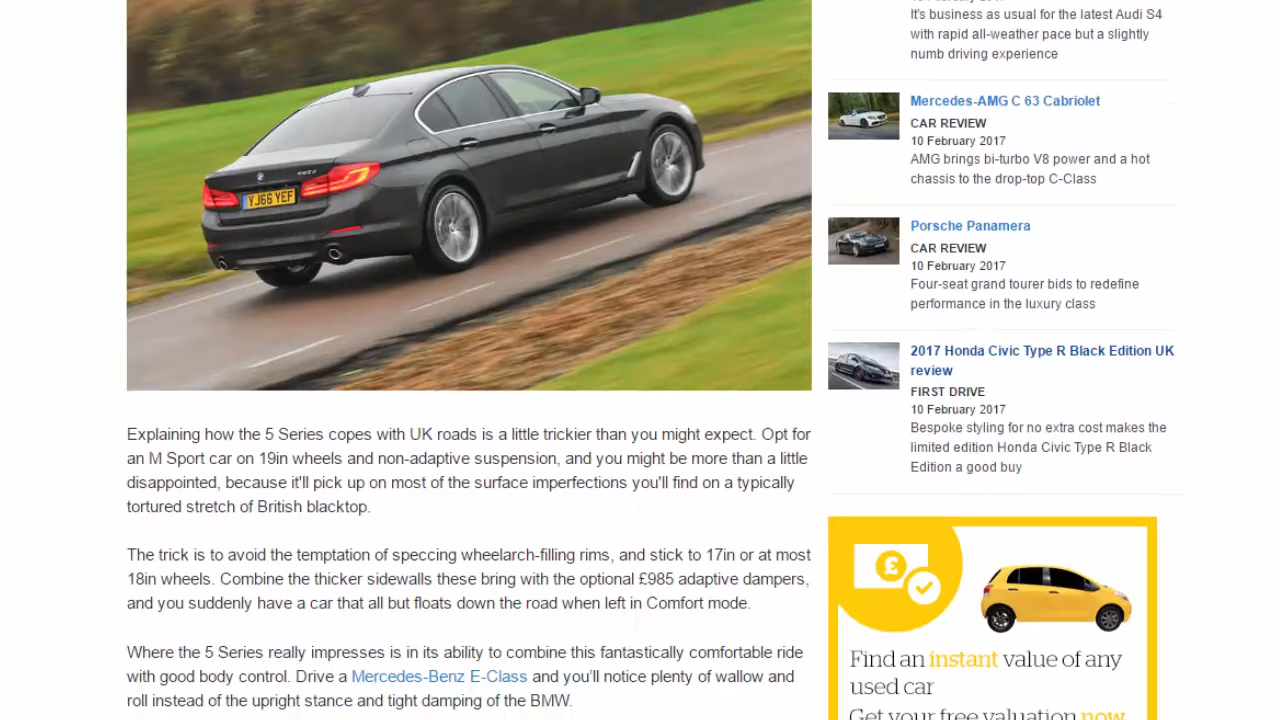 It's business as usual for the latest Audi S4
with rapid all-weather pace but a slightly
numb driving experience
Mercedes-AMG C 63 Cabriolet
CAR REVIEW
10 February 2017
AMG brings bi-turbo V8 power and a hot
chassis to the drop-top C-Class
Porsche Panamera
CAR REVIEW
10 February 2017
Four-seat grand tourer bids to redefine
performance in the luxury class
2017 Honda Civic Type R Black Edition UK
review
FIRST DRIVE
10 February 2017
Bespoke styling for no extra cost makes the
limited edition Honda Civic Type R Black
Edition a good buy
YJ66 YEF
Explaining how the 5 Series copes with UK roads is a little trickier than you might expect. Opt for
an M Sport car on 19in wheels and non-adaptive suspension, and you might be more than a little
disappointed, because it'll pick up on most of the surface imperfections you'll find on a typically
tortured stretch of British blacktop.
The trick is to avoid the temptation of speccing wheelarch-filling rims, and stick to 17in or at most
18in wheels. Combine the thicker sidewalls these bring with the optional £985 adaptive dampers,
and you suddenly have a car that all but floats down the road when left in Comfort mode.
Where the 5 Series really impresses is in its ability to combine this fantastically comfortable ride
with good body control. Drive a Mercedes-Benz E-Class and you'll notice plenty of wallow and
roll instead of the upright stance and tight damping of the BMW.
£
Find an instant value of any
used car
Get your free valuation now